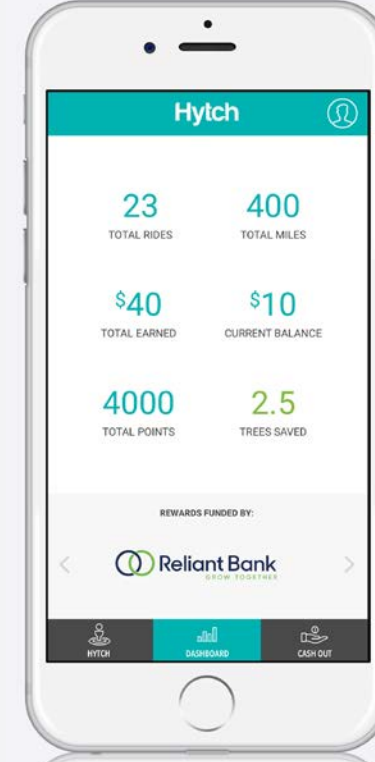 Hytch
23 400
TOTAL RIDES TOTAL MILES
$40 $10
TOTAL EARNED CURRENT BALANCE
4000 2.5
TOTAL POINTS TREES SAVED
REWARDS FUNDED BY:
Reliant Bank
GROW TOGETHER
HYTCH DASHBOARD CASH OUT